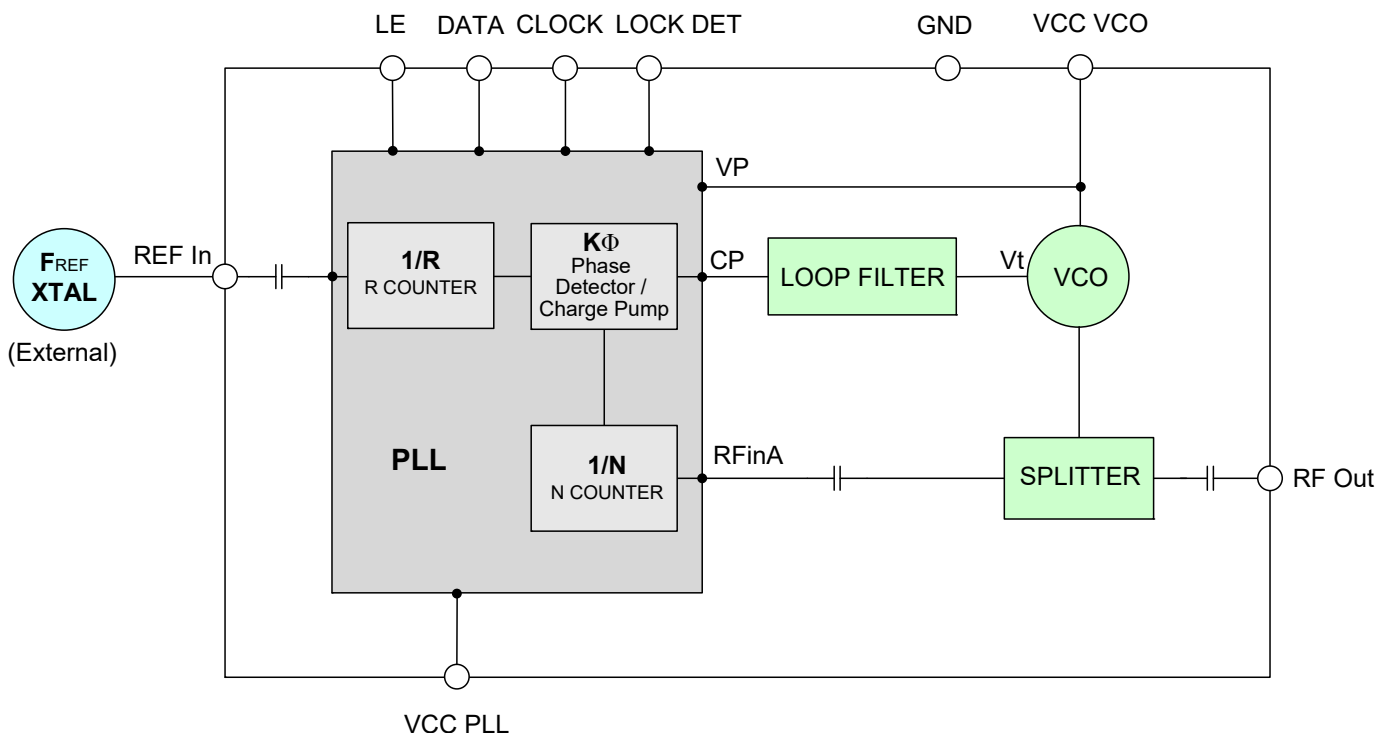 LE DATA CLOCK LOCK DET GND VCC VCO
VP
FREF
XTAL
(External)
REF In
1/R
R COUNTER
KΦ
Phase
Detector /
Charge Pump
CP
LOOP FILTER
Vt
VCO
PLL
1/N
N COUNTER
RFinA
SPLITTER
RF Out
VCC PLL